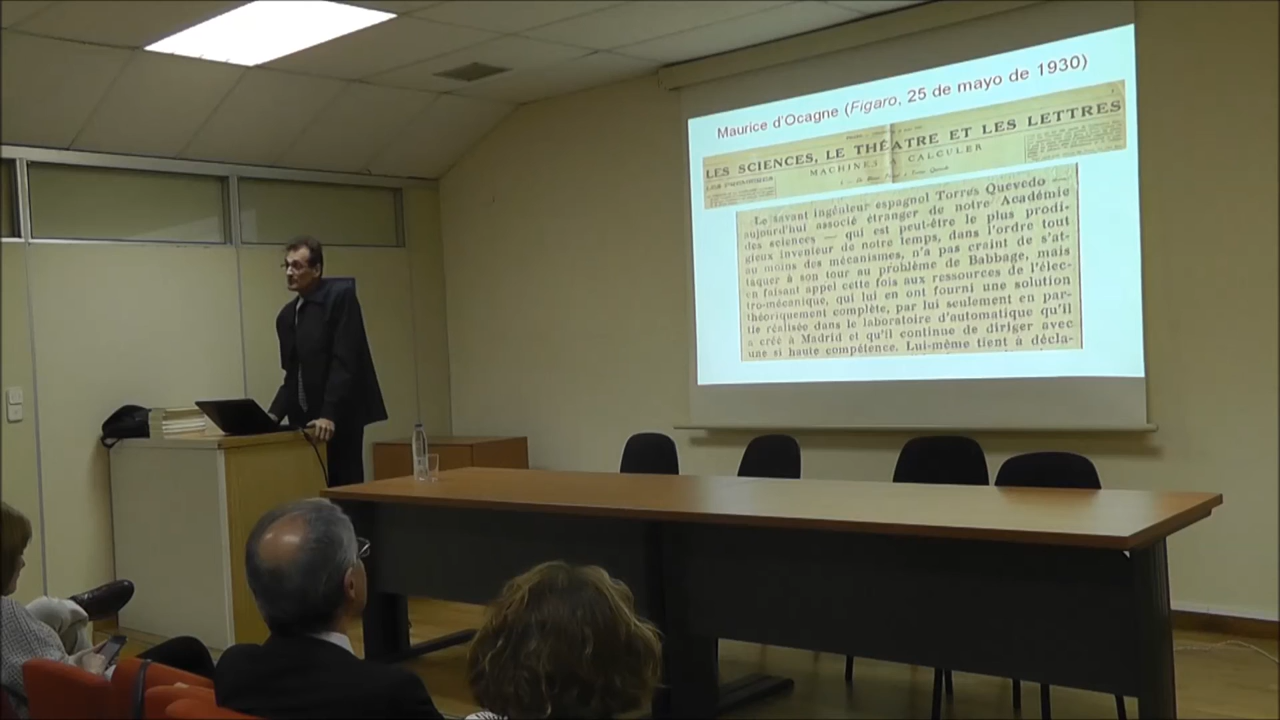 Maurice d'Ocagne (Figaro, 25 de mayo de 1930)
LES SCIENCES, LE THÉATRE ET LES LETTRES
MACHINES A CALCULER
Le savant ingénieur espagnol Torres Quevedo
aujourd'hui associé étranger de notre Académie
des sciences — qui est peut-être le plus prodi-
gieux inventeur de notre temps, dans l'ordre tout
au moins des mécanismes, n'a pas craint de s'at-
taquer à son tour au problème de Babbage, mais
en faisant appel cette fois aux ressources de l'élec-
tro-mécanique, qui lui en ont fourni une solution
théoriquement complète, par lui seulement en par-
tie réalisée dans le laboratoire d'automatique qu'il
a créé à Madrid et qu'il continue de diriger avec
une si haute compétence. Lui-même tient à décla-